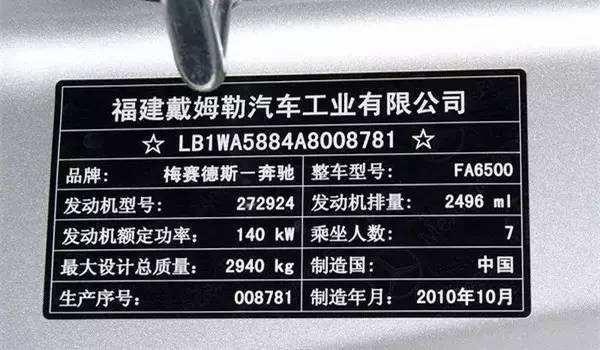 福建戴姆勒汽车工业有限公司
☆ LB1WA5884A8008781 ☆
品牌: 梅赛德斯－奔驰 整车型号: FA6500
发动机型号: 272924 发动机排量: 2496 ml
发动机额定功率: 140 kW 乘坐人数: 7
最大设计总质量: 2940 kg 制造国: 中国
生产序号: 008781 制造年月: 2010年10月